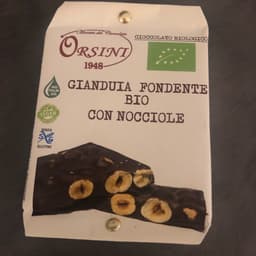 CIOCCOLATO BIOLOGICO
ORSINI
1948
GIANDUIA FONDENTE
BIO
CON NOCCIOLE